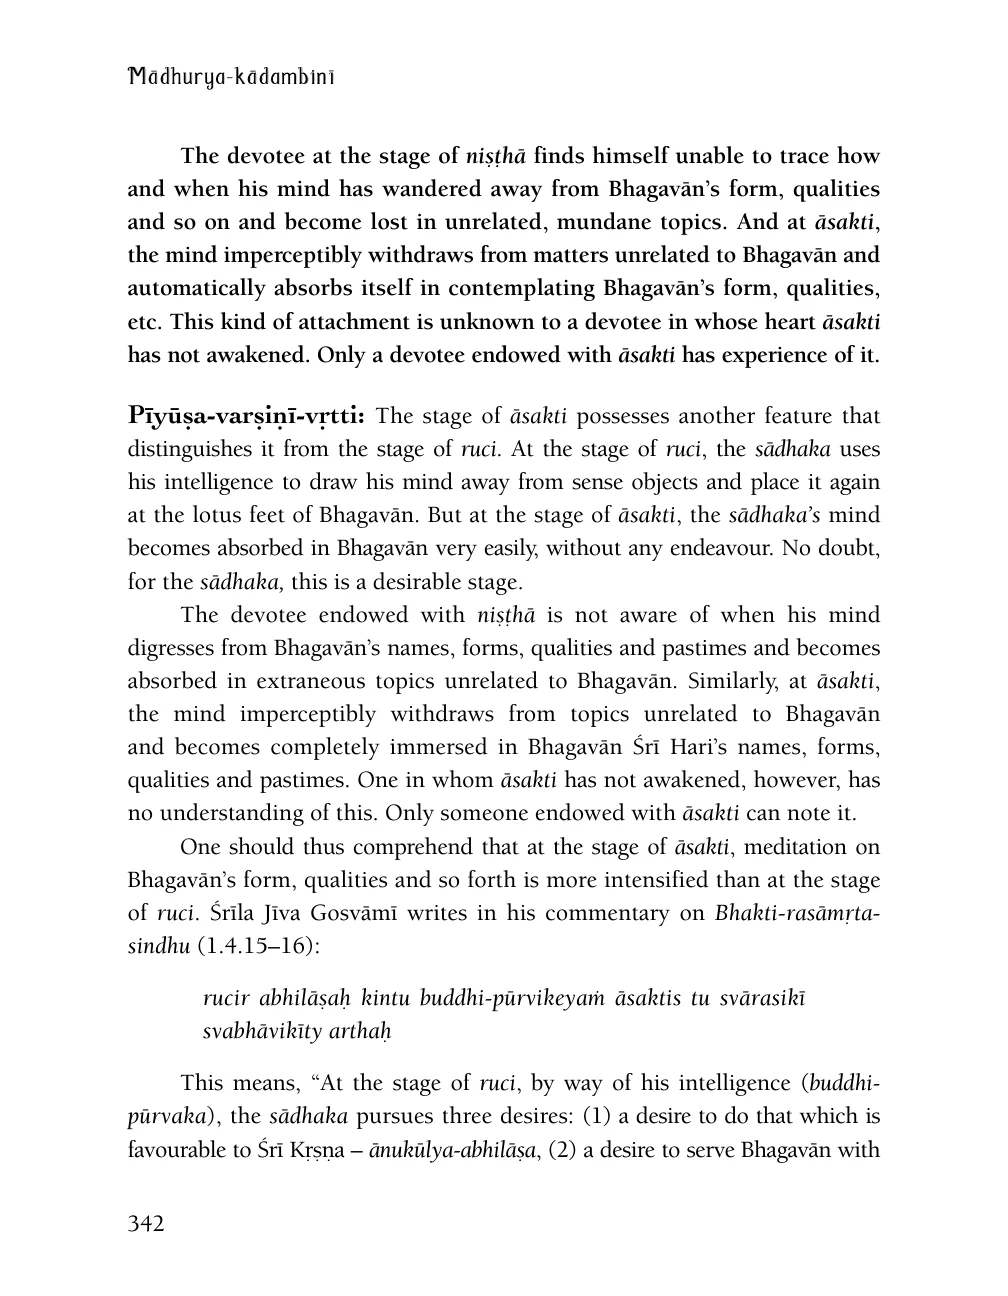 Mādhurya-kādambinī
The devotee at the stage of niṣṭhā finds himself unable to trace how
and when his mind has wandered away from Bhagavān’s form, qualities
and so on and become lost in unrelated, mundane topics. And at āsakti,
the mind imperceptibly withdraws from matters unrelated to Bhagavān and
automatically absorbs itself in contemplating Bhagavān’s form, qualities,
etc. This kind of attachment is unknown to a devotee in whose heart āsakti
has not awakened. Only a devotee endowed with āsakti has experience of it.
Pīyūṣa-varṣiṇī-vṛtti: The stage of āsakti possesses another feature that
distinguishes it from the stage of ruci. At the stage of ruci, the sādhaka uses
his intelligence to draw his mind away from sense objects and place it again
at the lotus feet of Bhagavān. But at the stage of āsakti, the sādhaka’s mind
becomes absorbed in Bhagavān very easily, without any endeavour. No doubt,
for the sādhaka, this is a desirable stage.
The devotee endowed with niṣṭhā is not aware of when his mind
digresses from Bhagavān’s names, forms, qualities and pastimes and becomes
absorbed in extraneous topics unrelated to Bhagavān. Similarly, at āsakti,
the mind imperceptibly withdraws from topics unrelated to Bhagavān
and becomes completely immersed in Bhagavān Śrī Hari’s names, forms,
qualities and pastimes. One in whom āsakti has not awakened, however, has
no understanding of this. Only someone endowed with āsakti can note it.
One should thus comprehend that at the stage of āsakti, meditation on
Bhagavān’s form, qualities and so forth is more intensified than at the stage
of ruci. Śrīla Jīva Gosvāmī writes in his commentary on Bhakti-rasāmṛta-
sindhu (1.4.15–16):
rucir abhilāṣaḥ kintu buddhi-pūrvikeyaṁ āsaktis tu svārasikī
svabhāvikīty arthaḥ
This means, “At the stage of ruci, by way of his intelligence (buddhi-
pūrvaka), the sādhaka pursues three desires: (1) a desire to do that which is
favourable to Śrī Kṛṣṇa – ānukūlya-abhilāṣa, (2) a desire to serve Bhagavān with
342